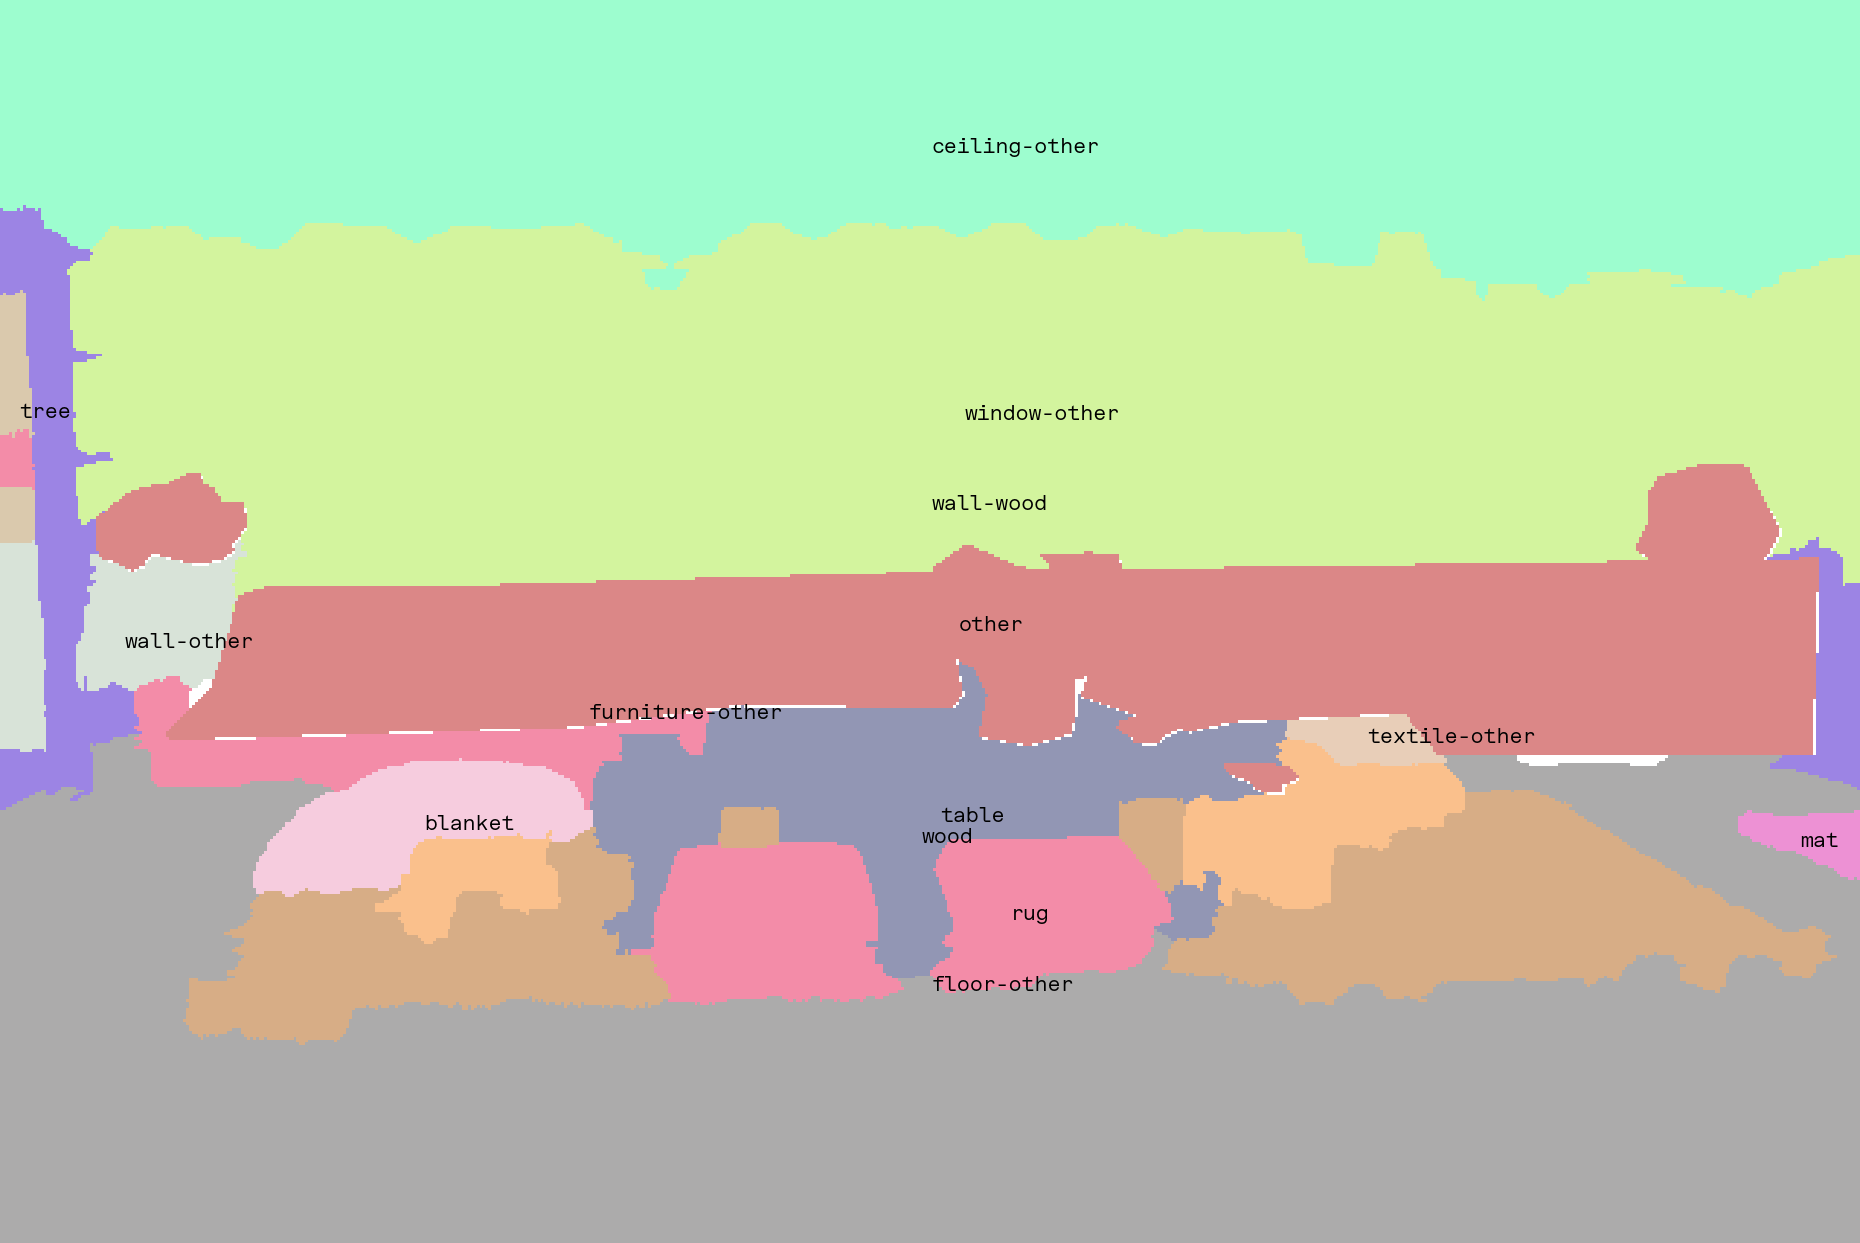 ceiling-other
tree
window-other
wall-wood
other
wall-other
furniture-other
textile-other
table
blanket
wood
mat
rug
floor-other